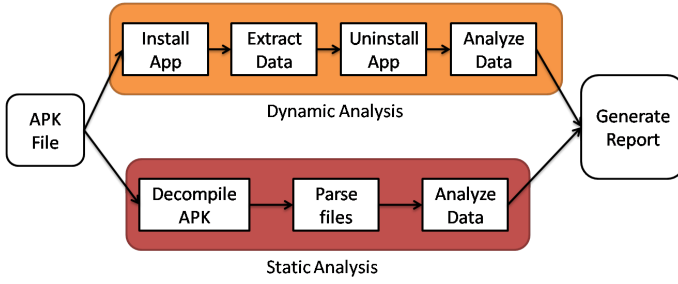 APK
File
Install
App
Extract
Data
Uninstall
App
Analyze
Data
Dynamic Analysis
Decompile
APK
Parse
files
Analyze
Data
Static Analysis
Generate
Report